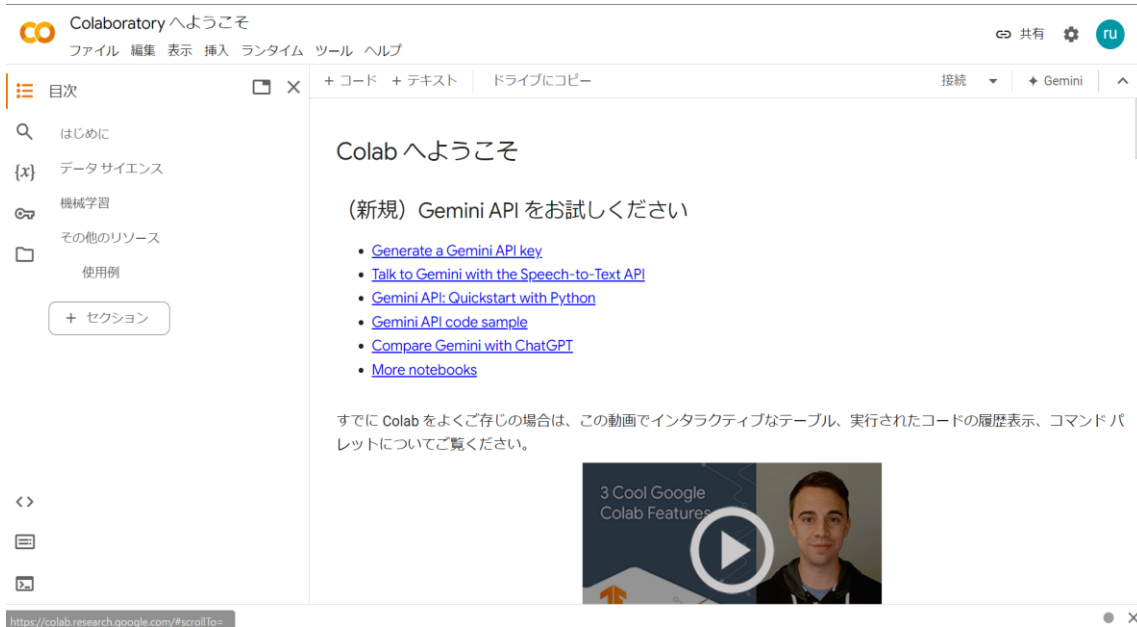 Colaboratory へようこそ
ファイル 編集 表示 挿入 ランタイム ツール ヘルプ
共有
ru
目次
+ コード + テキスト ドライブにコピー
接続
Gemini
はじめに
{x}
データ サイエンス
機械学習
その他のリソース
使用例
+ セクション
Colab へようこそ
（新規）Gemini API をお試しください
• Generate a Gemini API key
• Talk to Gemini with the Speech-to-Text API
• Gemini API: Quickstart with Python
• Gemini API code sample
• Compare Gemini with ChatGPT
• More notebooks
すでに Colab をよくご存じの場合は、この動画でインタラクティブなテーブル、実行されたコードの履歴表示、コマンド パ
レットについてご覧ください。
3 Cool Google
Colab Features
https://colab.research.google.com/#scrollTo=